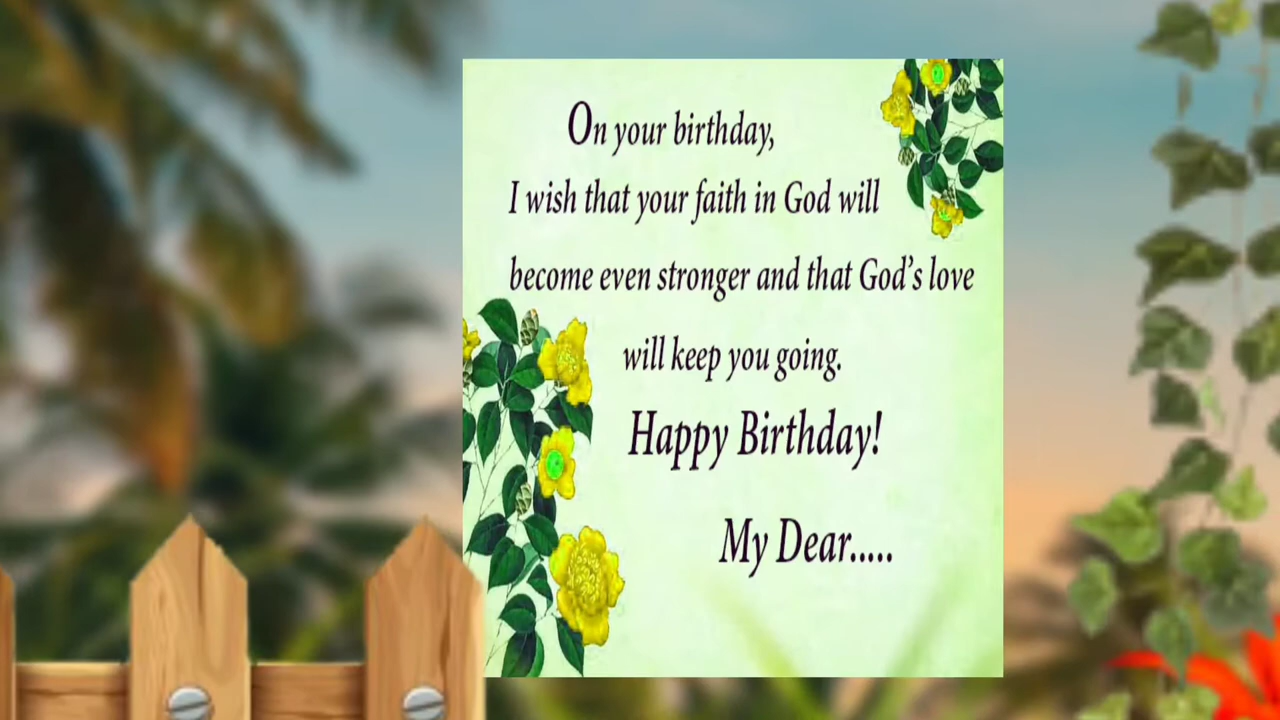 On your birthday,
I wish that your faith in God will
become even stronger and that God's love
will keep you going.
Happy Birthday!
My Dear.....